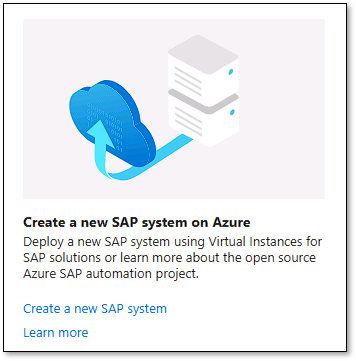 Create a new SAP system on Azure
Deploy a new SAP system using Virtual Instances for
SAP solutions or learn more about the open source
Azure SAP automation project.
Create a new SAP system
Learn more